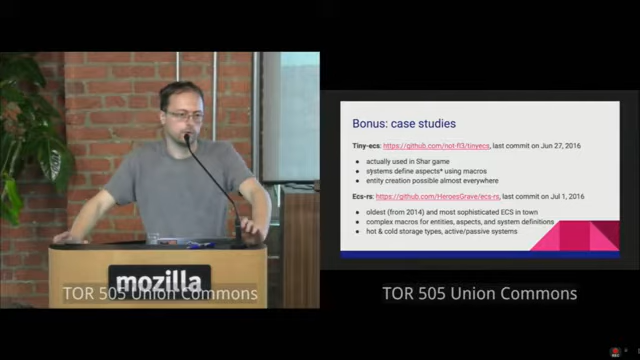 mozilla
TOR 505 Union Commons
Bonus: case studies
Tiny-ecs: https://github.com/not-fl3/tinyecs, last commit on Jun 27, 2016
actually used in Shar game
systems define aspects* using macros
entity creation possible almost everywhere
Ecs-rs: https://github.com/HeroesGrave/ecs-rs, last commit on Jul 1, 2016
oldest (from 2014) and most sophisticated ECS in town
complex macros for entities, aspects, and system definitions
hot & cold storage types, active/passive systems
TOR 505 Union Commons